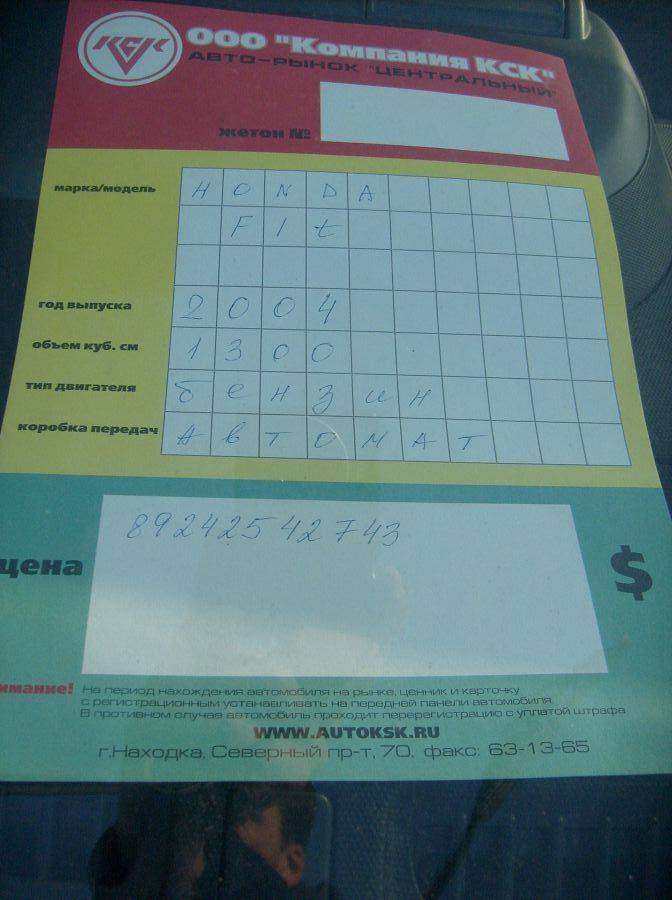 КСК
ООО "Компания КСК"
АВТО-РЫНОК "ЦЕНТРАЛЬНЫЙ"
жетон №
марка/модель HONDA
Fit
год выпуска 2004
объем куб. см 1300
тип двигателя бензин
коробка передач Автомат
89242542743
цена $
имание! На период нахождения автомобиля на рынке, ценник и карточку
с регистрационным устанавливать на передней панели автомобиля.
В противном случае автомобиль проходит перерегистрацию с уплатой штрафа
WWW.AUTOKSK.RU
г.Находка, Северный пр-т, 70, факс: 63-13-65